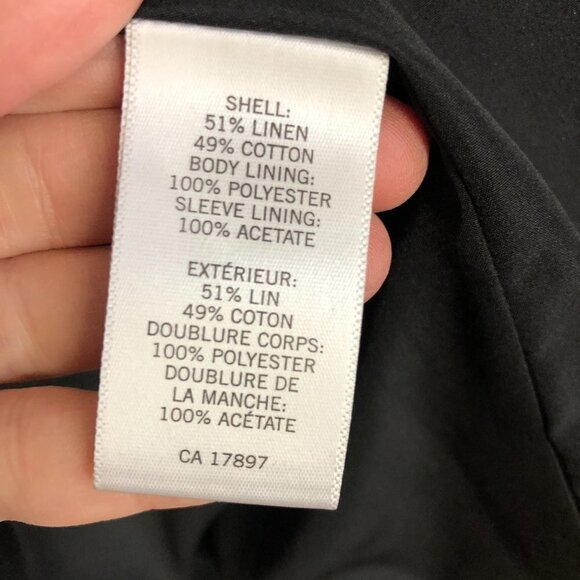 SHELL:
51% LINEN
49% COTTON
BODY LINING:
100% POLYESTER
SLEEVE LINING:
100% ACETATE
EXTÉRIEUR:
51% LIN
49% COTON
DOUBLURE CORPS:
100% POLYESTER
DOUBLURE DE
LA MANCHE:
100% ACÉTATE
CA 17897